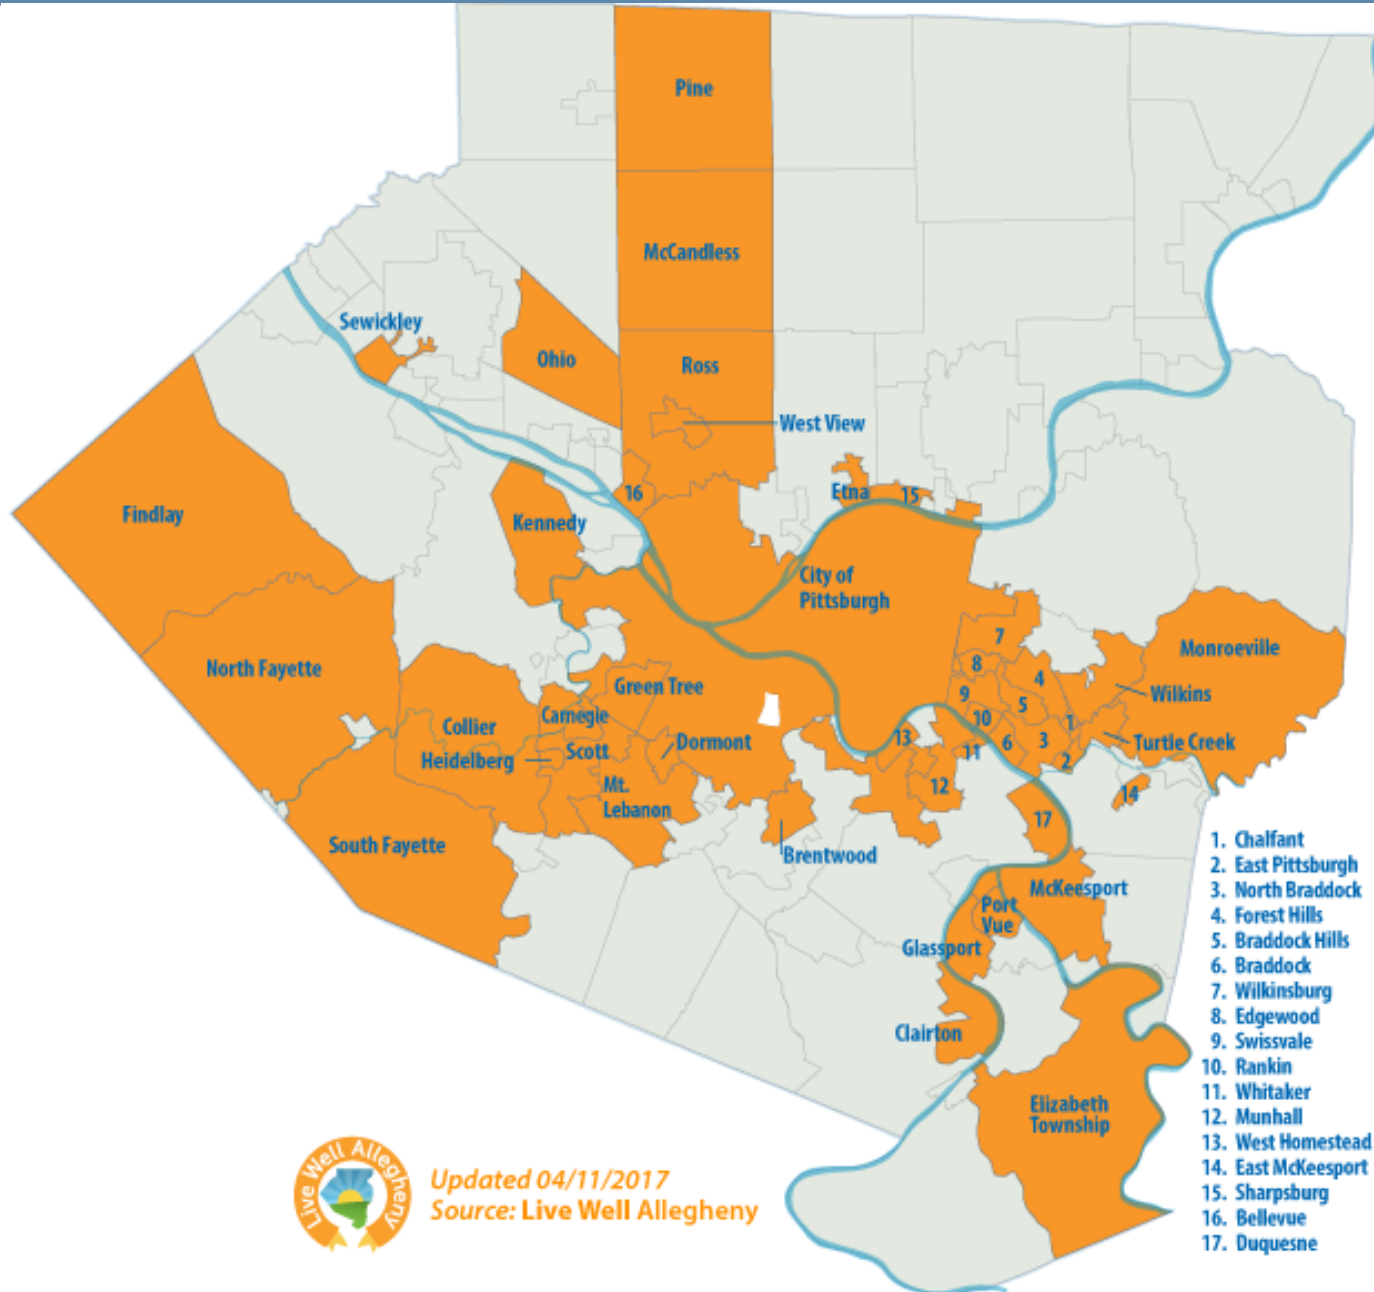 Pine
McCandless
Sewickley
Ohio
Ross
West View
16
Etna
15
Findlay
Kennedy
City of
Pittsburgh
7
8
Monroeville
North Fayette
Green Tree
4
9
5
Wilkins
Carnegie
10
1
Collier
Dormont
13
6
3
Turtle Creek
Heidelberg
Scott
11
2
Mt.
Lebanon
12
14
17
South Fayette
Brentwood
McKeesport
Port
Vue
Glassport
Clairton
Elizabeth
Township
1. Chalfant
2. East Pittsburgh
3. North Braddock
4. Forest Hills
5. Braddock Hills
6. Braddock
7. Wilkinsburg
8. Edgewood
9. Swissvale
10. Rankin
11. Whitaker
12. Munhall
13. West Homestead
14. East McKeesport
15. Sharpsburg
16. Bellevue
17. Duquesne
Live Well Allegheny
Updated 04/11/2017
Source: Live Well Allegheny